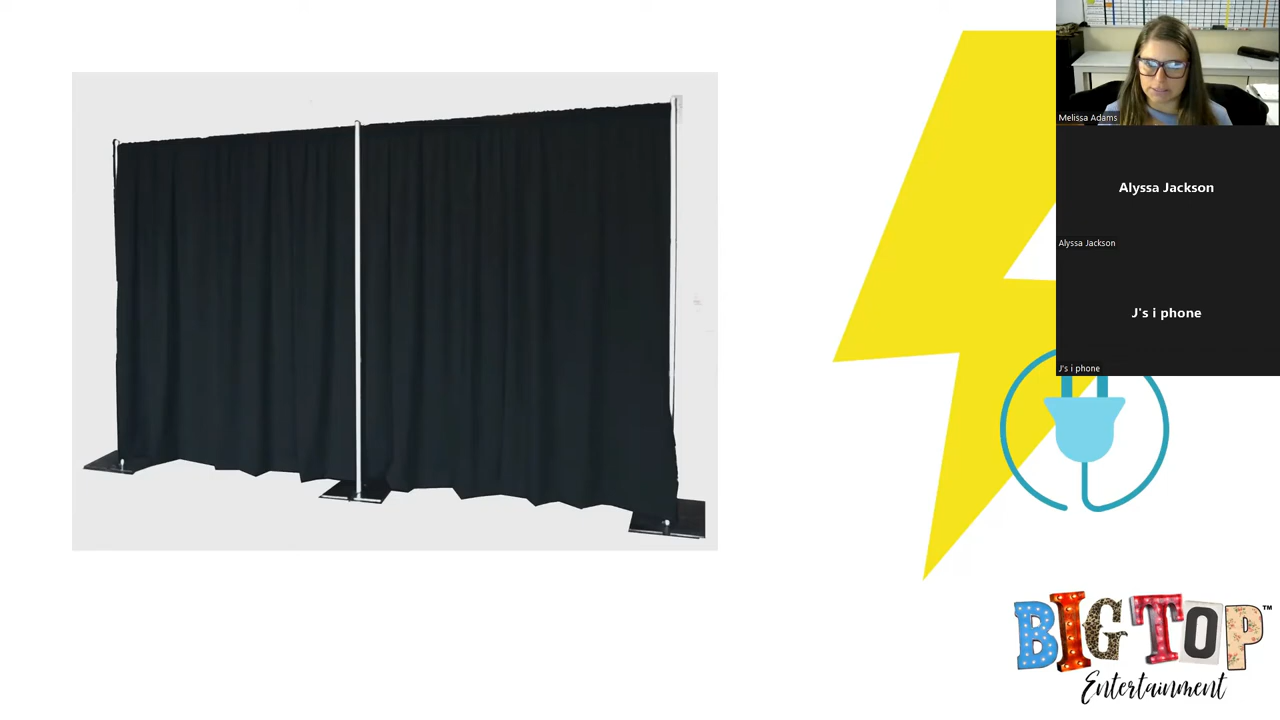 Melissa Adams
Alyssa Jackson
Alyssa Jackson
J's i phone
J's i phone
BIG TOP™
Entertainment